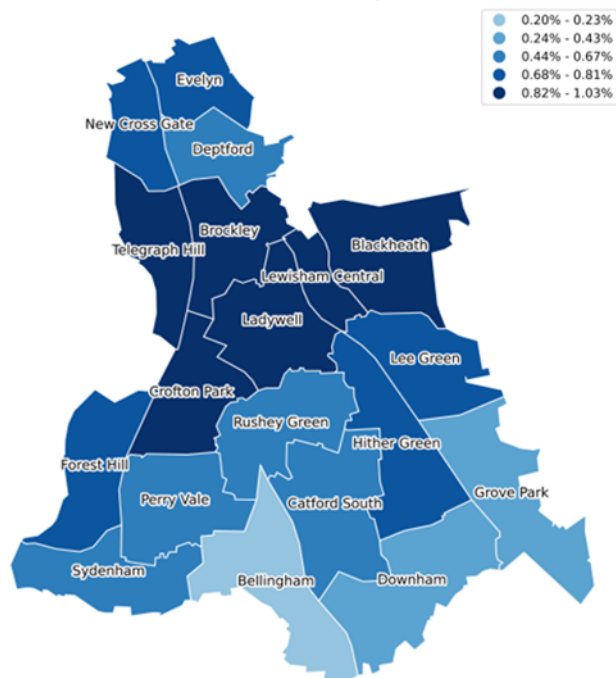 0.20% - 0.23%
0.24% - 0.43%
0.44% - 0.67%
0.68% - 0.81%
0.82% - 1.03%
Evelyn
New Cross Gate
Deptford
Brockley
Telegraph Hill
Blackheath
Lewisham Central
Ladywell
Lee Green
Crofton Park
Rushey Green
Hither Green
Forest Hill
Grove Park
Perry Vale
Catford South
Sydenham
Bellingham
Downham